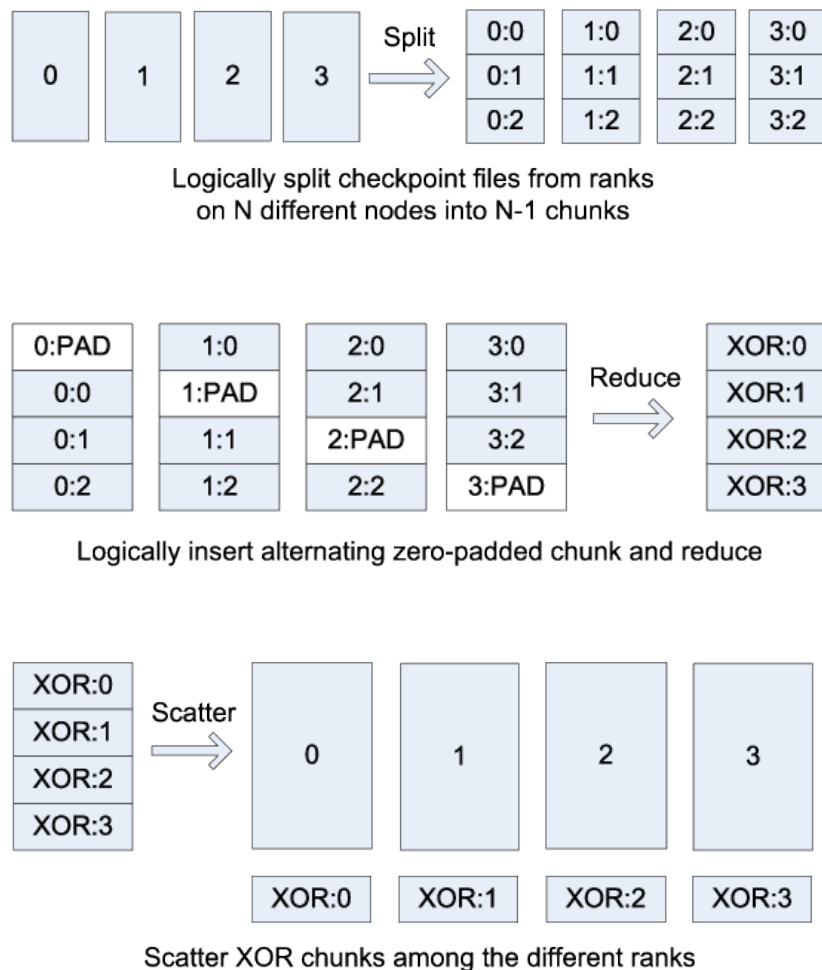 0 1 2 3 Split 0:0 1:0 2:0 3:0
0:1 1:1 2:1 3:1
0:2 1:2 2:2 3:2
Logically split checkpoint files from ranks
on N different nodes into N-1 chunks
0:PAD 1:0 2:0 3:0 Reduce XOR:0
0:0 1:PAD 2:1 3:1 XOR:1
0:1 1:1 2:PAD 3:2 XOR:2
0:2 1:2 2:2 3:PAD XOR:3
Logically insert alternating zero-padded chunk and reduce
XOR:0
XOR:1
XOR:2
XOR:3
Scatter
0 1 2 3
XOR:0 XOR:1 XOR:2 XOR:3
Scatter XOR chunks among the different ranks